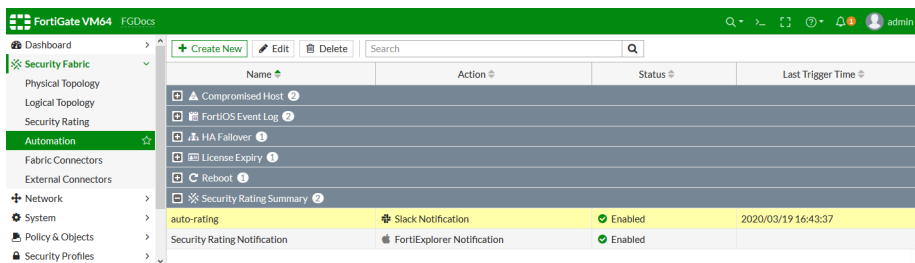 FortiGate VM64 FGDocs admin
Dashboard
Security Fabric
Physical Topology
Logical Topology
Security Rating
Automation
Fabric Connectors
External Connectors
Network
System
Policy & Objects
Security Profiles
+ Create New Edit Delete Search
Name Action Status Last Trigger Time
Compromised Host 2
FortiOS Event Log 2
HA Failover 1
License Expiry 1
Reboot 1
Security Rating Summary 2
auto-rating Slack Notification Enabled 2020/03/19 16:43:37
Security Rating Notification FortiExplorer Notification Enabled